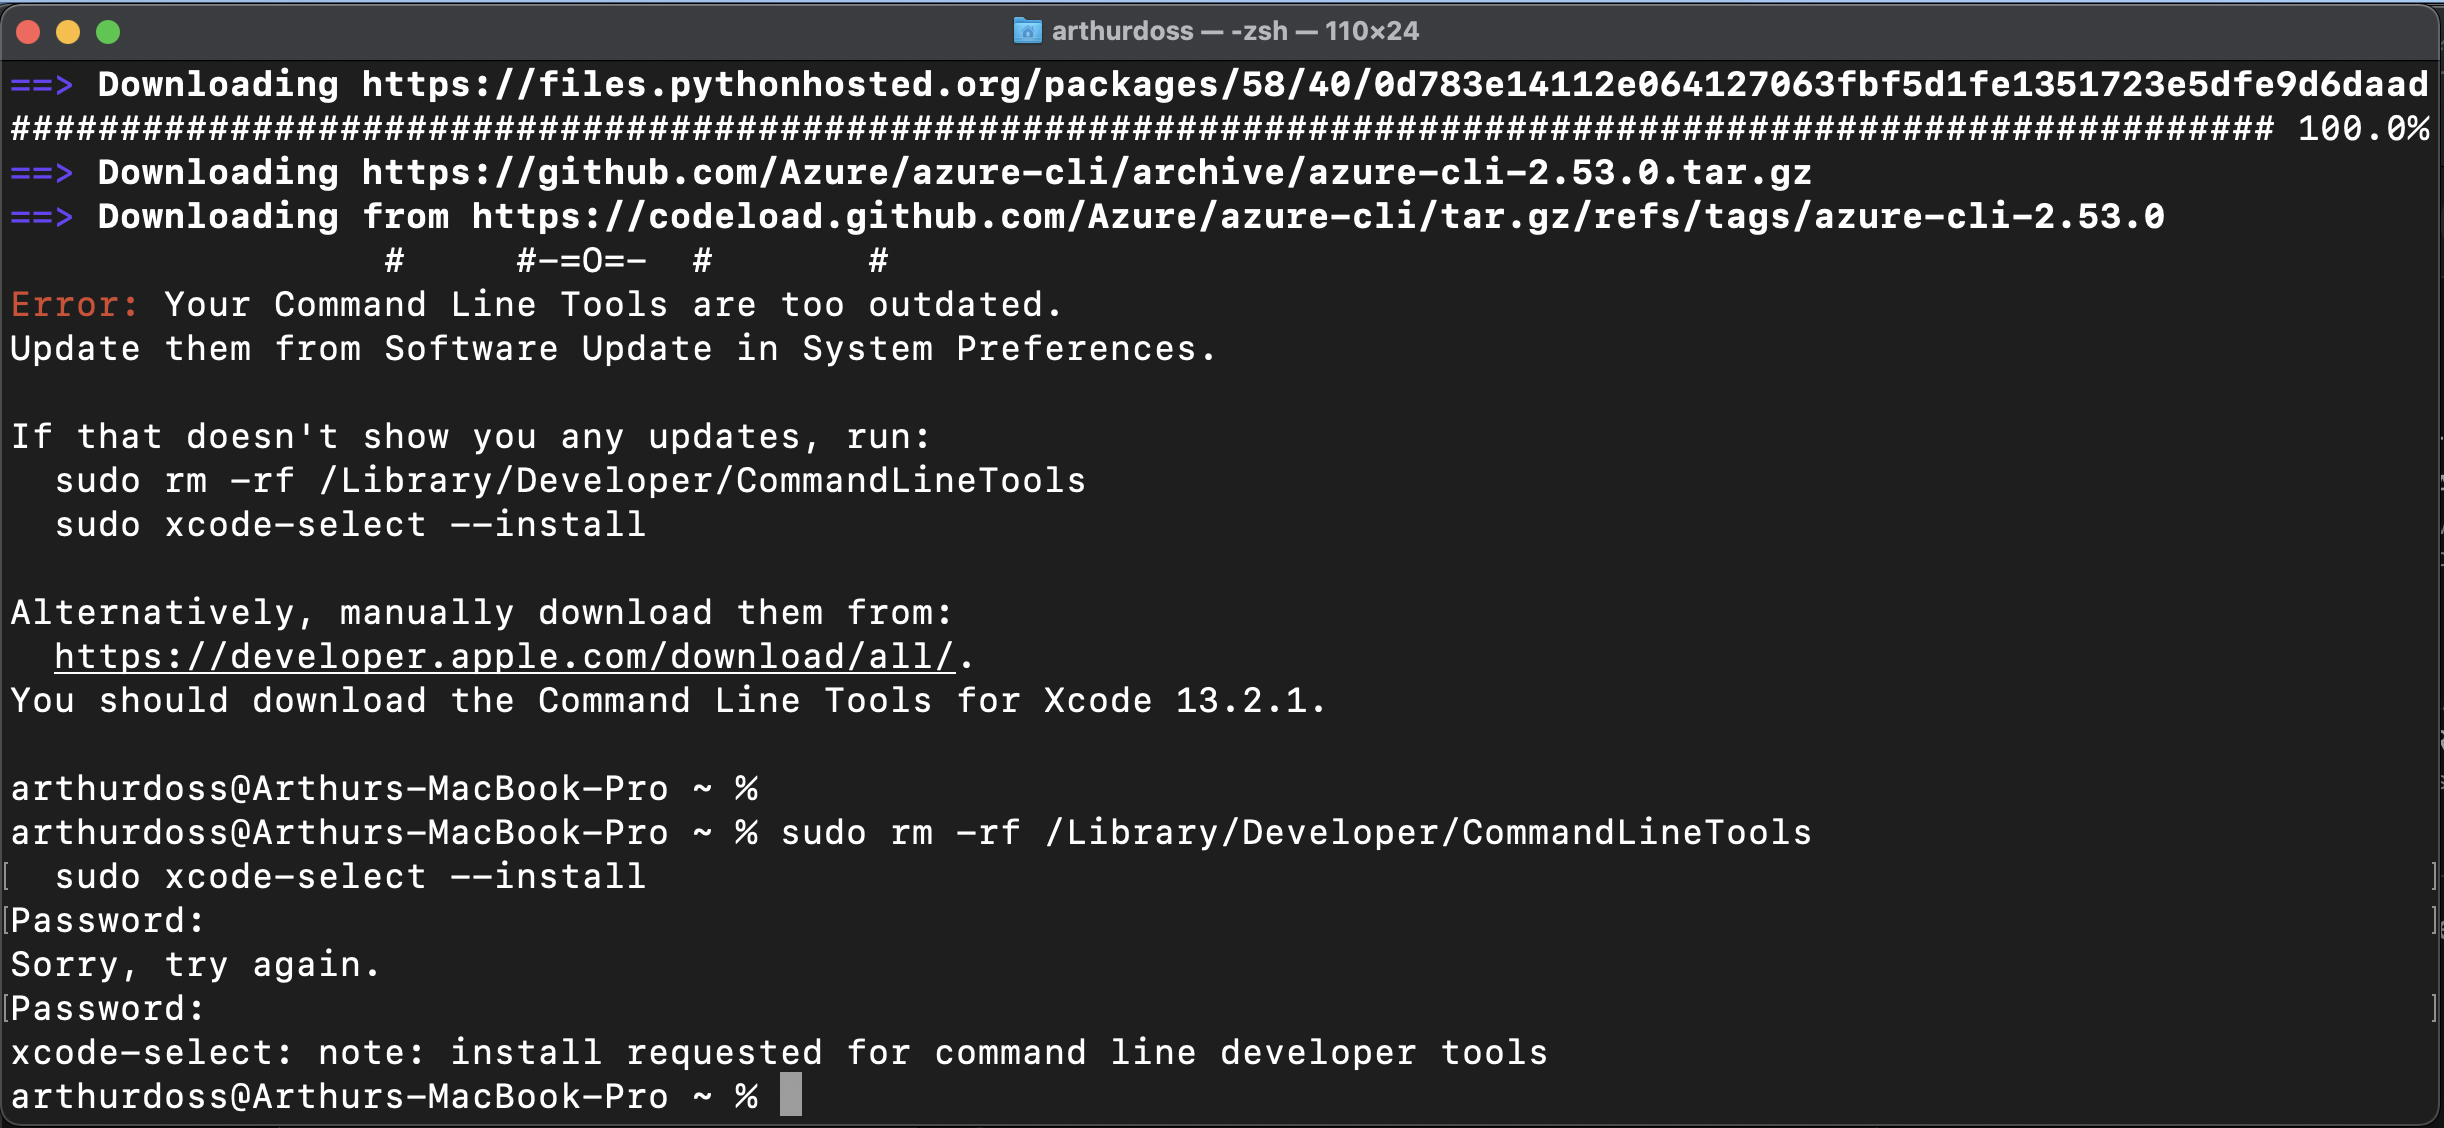 arthurdoss — -zsh — 110×24
==> Downloading https://files.pythonhosted.org/packages/58/40/0d783e14112e064127063fbf5d1fe1351723e5dfe9d6daad
####################################################################################################### 100.0%
==> Downloading https://github.com/Azure/azure-cli/archive/azure-cli-2.53.0.tar.gz
==> Downloading from https://codeload.github.com/Azure/azure-cli/tar.gz/refs/tags/azure-cli-2.53.0
                 #     #-=O=-  #       #
Error: Your Command Line Tools are too outdated.
Update them from Software Update in System Preferences.
If that doesn't show you any updates, run:
  sudo rm -rf /Library/Developer/CommandLineTools
  sudo xcode-select --install
Alternatively, manually download them from:
  https://developer.apple.com/download/all/.
You should download the Command Line Tools for Xcode 13.2.1.
arthurdoss@Arthurs-MacBook-Pro ~ %
arthurdoss@Arthurs-MacBook-Pro ~ % sudo rm -rf /Library/Developer/CommandLineTools
[  sudo xcode-select --install ]
[Password: ]
Sorry, try again.
[Password: ]
xcode-select: note: install requested for command line developer tools
arthurdoss@Arthurs-MacBook-Pro ~ %